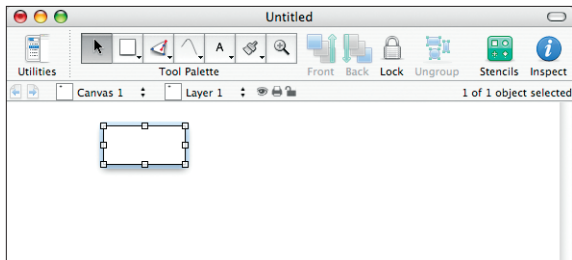 Untitled
A
Utilities Tool Palette Front Back Lock Ungroup Stencils Inspect
Canvas 1 Layer 1 1 of 1 object selected